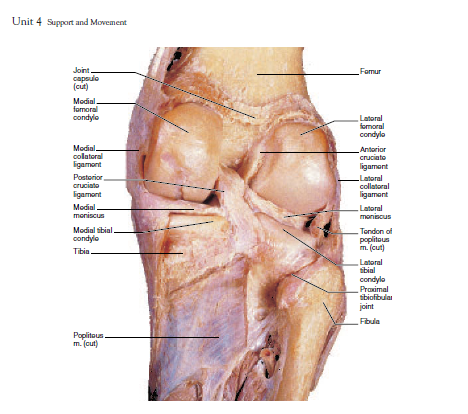 Unit 4 Support and Movement
Joint
capsule
(cut)
Medial
femoral
condyle
Medial
collateral
ligament
Posterior
cruciate
ligament
Medial
meniscus
Medial tibial
condyle
Tibia
Popliteus
m. (cut)
Femur
Lateral
femoral
condyle
Anterior
cruciate
ligament
Lateral
collateral
ligament
Lateral
meniscus
Tendon of
popliteus
m. (cut)
Lateral
tibial
condyle
Proximal
tibiofibular
joint
Fibula